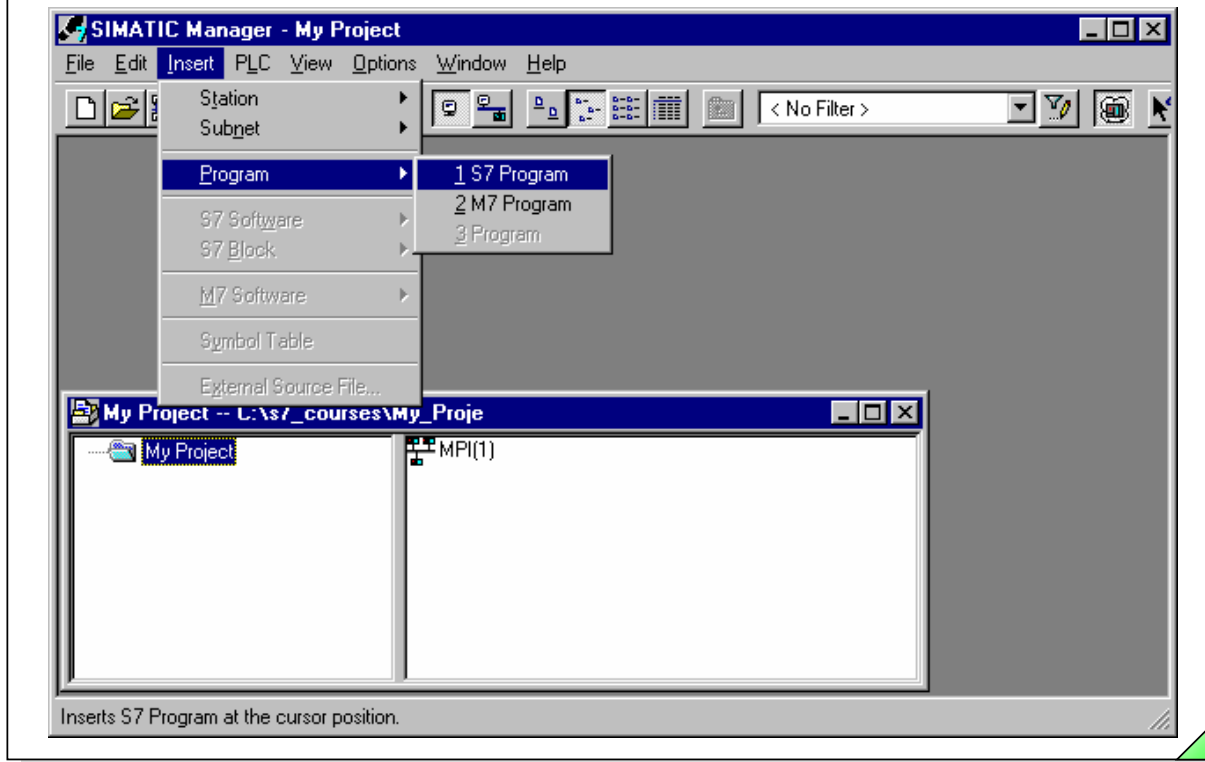 SIMATIC Manager - My Project
File Edit Insert PLC View Options Window Help
< No Filter >
Station
Subnet
Program
S7 Software
S7 Block
M7 Software
Symbol Table
External Source File...
1 S7 Program
2 M7 Program
3 Program
My Project -- C:\s7_courses\My_Proje
My Project
MPI(1)
Inserts S7 Program at the cursor position.